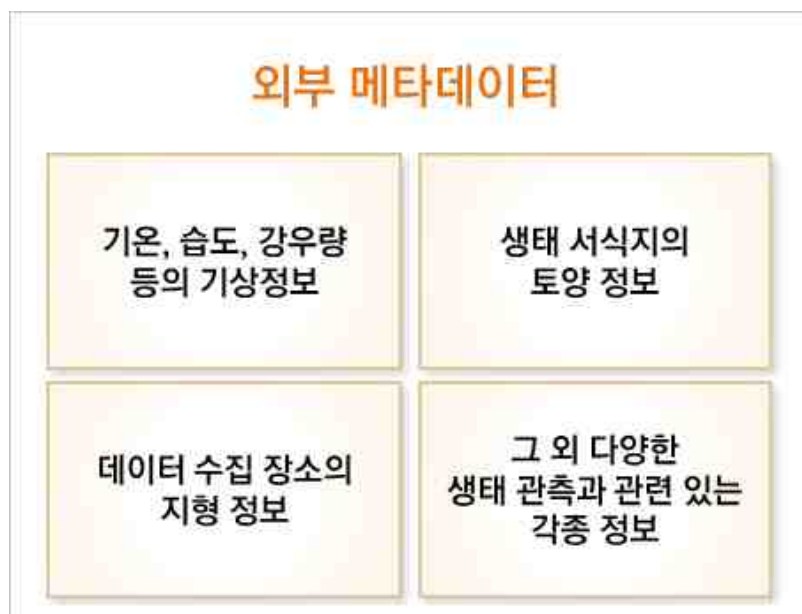 외부 메타데이터
기온, 습도, 강우량
등의 기상정보
생태 서식지의
토양 정보
데이터 수집 장소의
지형 정보
그 외 다양한
생태 관측과 관련 있는
각종 정보